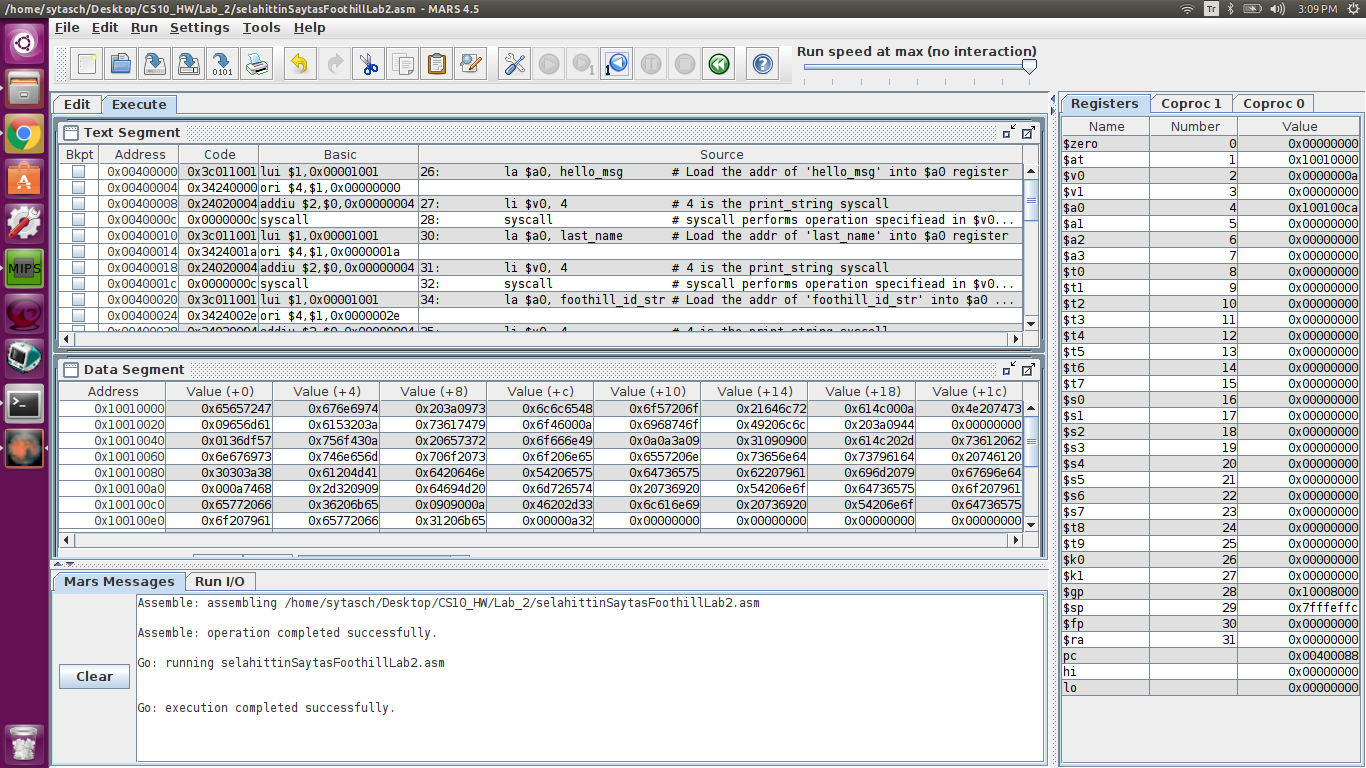 /home/sytasch/Desktop/CS10_HW/Lab_2/selahittinSaytasFoothillLab2.asm - MARS 4.5 Tr 3:09 PM
File Edit Run Settings Tools Help
Run speed at max (no interaction)
Edit Execute
Text Segment
Bkpt Address Code Basic Source
0x00400000 0x3c011001 lui $1,0x00001001 26: la $a0, hello_msg # Load the addr of 'hello_msg' into $a0 register
0x00400004 0x34240000 ori $4,$1,0x00000000
0x00400008 0x24020004 addiu $2,$0,0x00000004 27: li $v0, 4 # 4 is the print_string syscall
0x0040000c 0x0000000c syscall 28: syscall # syscall performs operation specifiead in $v0...
0x00400010 0x3c011001 lui $1,0x00001001 30: la $a0, last_name # Load the addr of 'last_name' into $a0 register
0x00400014 0x3424001a ori $4,$1,0x0000001a
0x00400018 0x24020004 addiu $2,$0,0x00000004 31: li $v0, 4 # 4 is the print_string syscall
0x0040001c 0x0000000c syscall 32: syscall # syscall performs operation specifiead in $v0...
0x00400020 0x3c011001 lui $1,0x00001001 34: la $a0, foothill_id_str # Load the addr of 'foothill_id_str' into $a0 ...
0x00400024 0x3424002e ori $4,$1,0x0000002e
0x00400028 0x24020004 addiu $2,$0,0x00000004 35: li $v0, 4 # 4 is the print_string syscall
Data Segment
Address Value (+0) Value (+4) Value (+8) Value (+c) Value (+10) Value (+14) Value (+18) Value (+1c)
0x10010000 0x65657247 0x676e6974 0x203a0973 0x6c6c6548 0x6f57206f 0x21646c72 0x614c000a 0x4e207473
0x10010020 0x09656d61 0x6153203a 0x73617479 0x6f46000a 0x6968746f 0x49206c6c 0x203a0944 0x00000000
0x10010040 0x0136df57 0x756f430a 0x20657372 0x6f666e49 0x0a0a3a09 0x31090900 0x614c202d 0x73612062
0x10010060 0x6e676973 0x746e656d 0x706f2073 0x6f206e65 0x6557206e 0x73656e64 0x73796164 0x20746120
0x10010080 0x30303a38 0x61204d41 0x6420646e 0x54206575 0x64736575 0x62207961 0x696d2079 0x67696e64
0x100100a0 0x000a7468 0x2d320909 0x64694d20 0x6d726574 0x20736920 0x54206e6f 0x64736575 0x6f207961
0x100100c0 0x65772066 0x36206b65 0x0909000a 0x46202d33 0x6c616e69 0x20736920 0x54206e6f 0x64736575
0x100100e0 0x6f207961 0x65772066 0x31206b65 0x00000a32 0x00000000 0x00000000 0x00000000 0x00000000
Mars Messages Run I/O
Clear
Assemble: assembling /home/sytasch/Desktop/CS10_HW/Lab_2/selahittinSaytasFoothillLab2.asm
Assemble: operation completed successfully.
Go: running selahittinSaytasFoothillLab2.asm
Go: execution completed successfully.
Registers Coproc 1 Coproc 0
Name Number Value
$zero 0 0x00000000
$at 1 0x10010000
$v0 2 0x0000000a
$v1 3 0x00000000
$a0 4 0x100100ca
$a1 5 0x00000000
$a2 6 0x00000000
$a3 7 0x00000000
$t0 8 0x00000000
$t1 9 0x00000000
$t2 10 0x00000000
$t3 11 0x00000000
$t4 12 0x00000000
$t5 13 0x00000000
$t6 14 0x00000000
$t7 15 0x00000000
$s0 16 0x00000000
$s1 17 0x00000000
$s2 18 0x00000000
$s3 19 0x00000000
$s4 20 0x00000000
$s5 21 0x00000000
$s6 22 0x00000000
$s7 23 0x00000000
$t8 24 0x00000000
$t9 25 0x00000000
$k0 26 0x00000000
$k1 27 0x00000000
$gp 28 0x10008000
$sp 29 0x7fffeffc
$fp 30 0x00000000
$ra 31 0x00000000
pc 0x00400088
hi 0x00000000
lo 0x00000000
MIPS